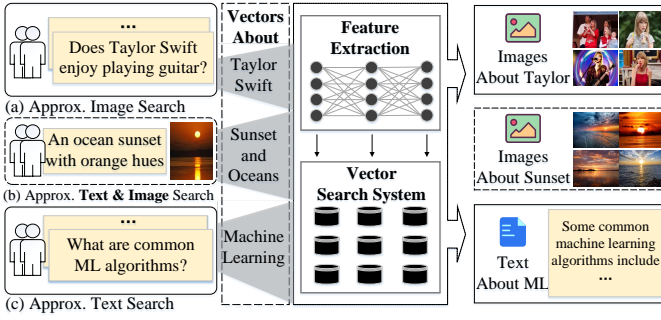 ...
Does Taylor Swift
enjoy playing guitar?
(a) Approx. Image Search
An ocean sunset
with orange hues
(b) Approx. Text & Image Search
...
What are common
ML algorithms?
(c) Approx. Text Search
Vectors
About
Taylor
Swift
Sunset
and
Oceans
Machine
Learning
Feature
Extraction
Vector
Search System
Images
About Taylor
Images
About Sunset
Text
About ML
Some common
machine learning
algorithms include
...